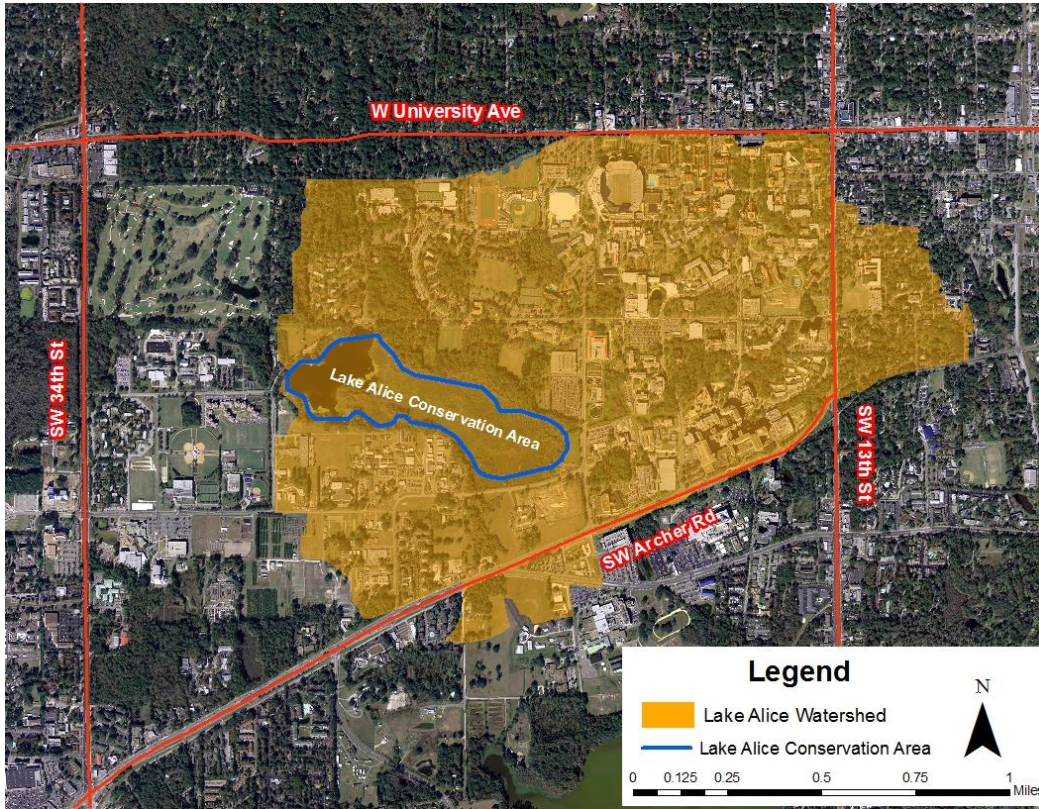 W University Ave
SW 34th St
Lake Alice Conservation Area
SW 13th St
SW Archer Rd
Legend
N
Lake Alice Watershed
Lake Alice Conservation Area
0 0.125 0.25 0.5 0.75 1
Miles